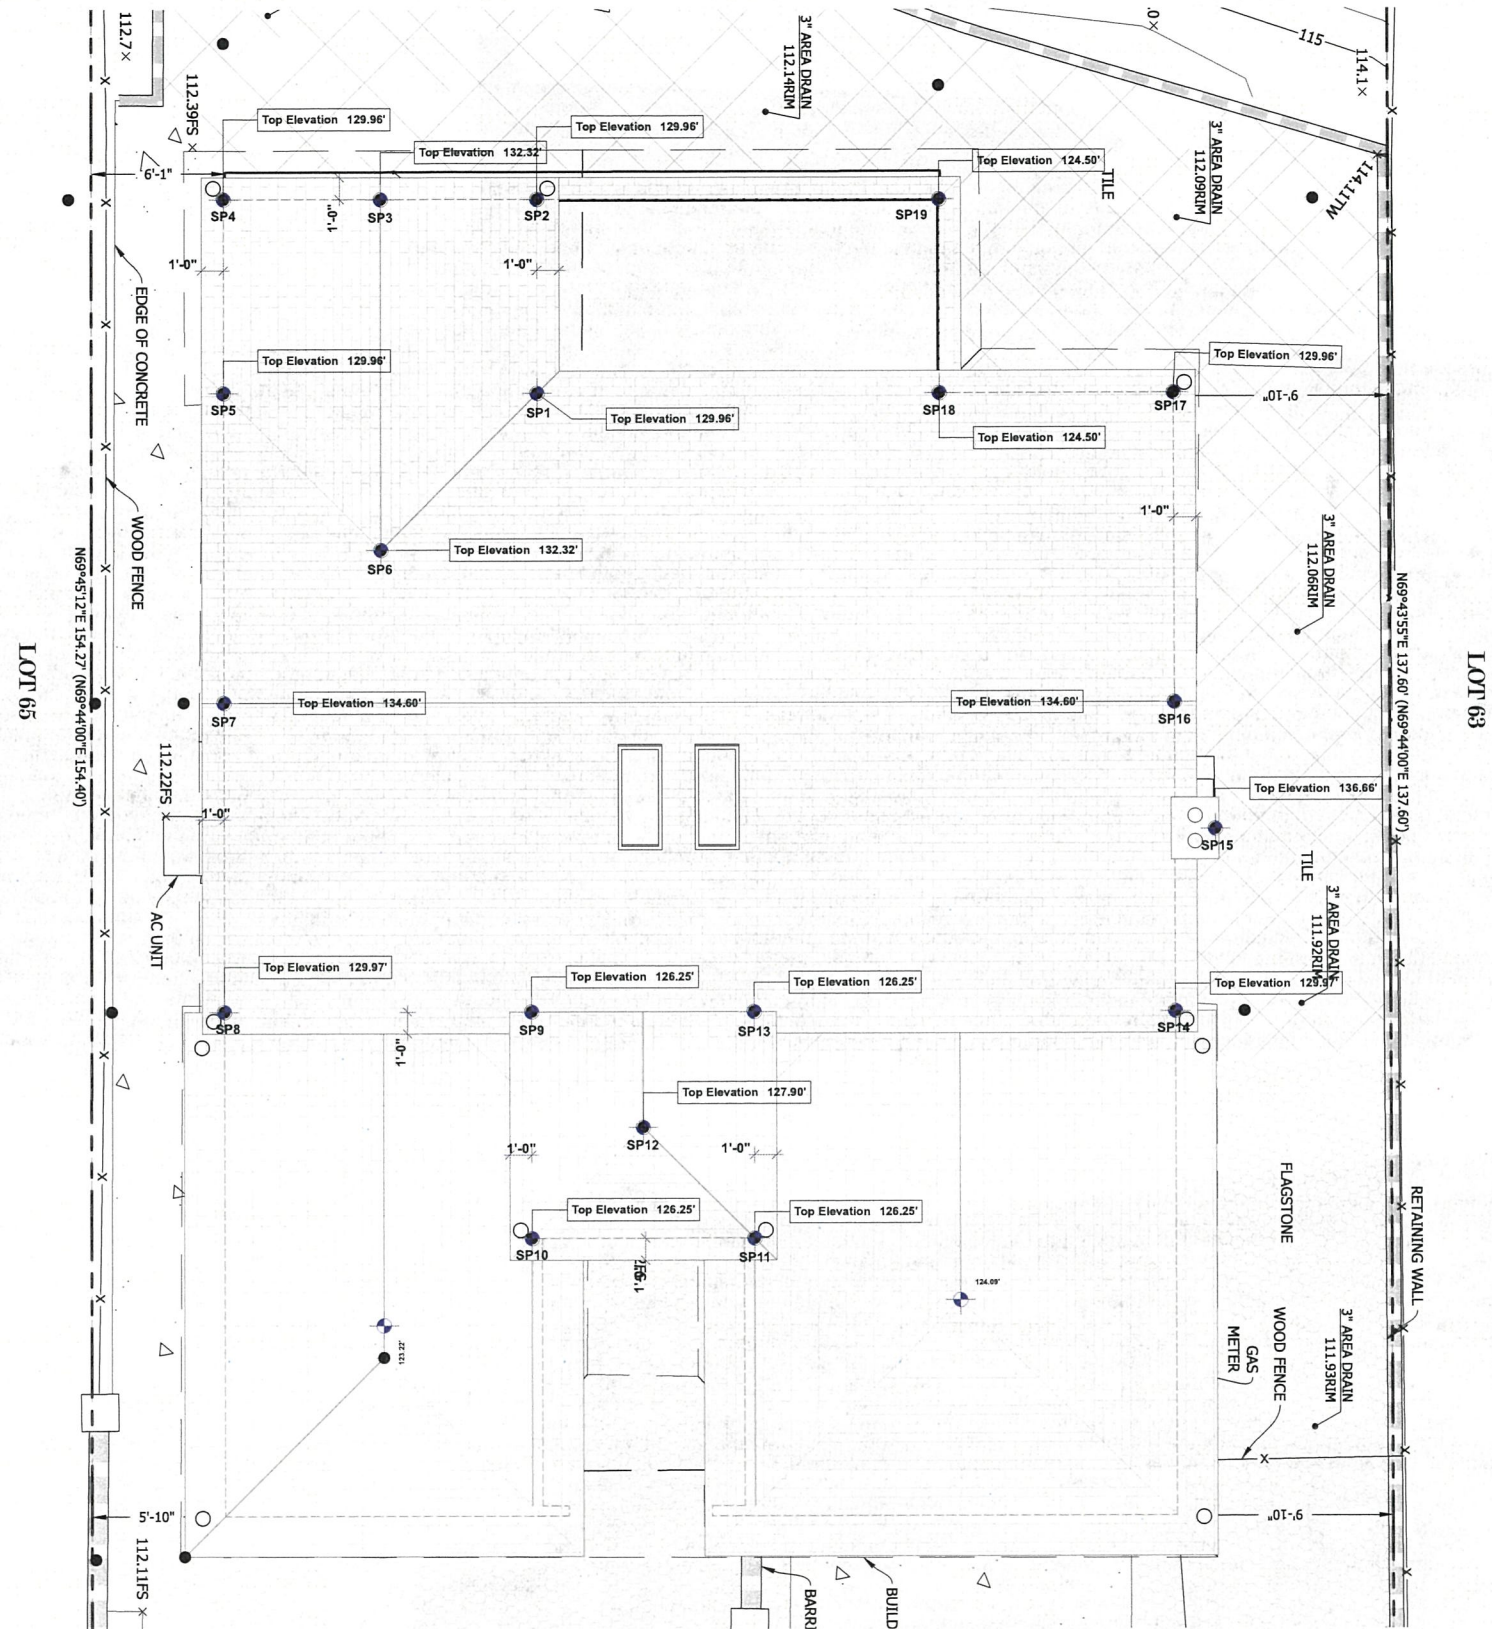 112.7×
3" AREA DRAIN
112.14RIM
.0×
115
114.1×
112.39FS
Top Elevation 129.96'
Top Elevation 129.96'
Top Elevation 132.32'
Top Elevation 124.50'
3" AREA DRAIN
112.09RIM
TILE
114.11TW
6'-1"
SP4
SP3
SP2
SP19
1'-0"
1'-0"
1'-0"
EDGE OF CONCRETE
Top Elevation 129.96'
Top Elevation 129.96'
SP5
SP1
SP18
SP17
9'-10"
Top Elevation 129.96'
Top Elevation 124.50'
1'-0"
WOOD FENCE
3" AREA DRAIN
112.06RIM
Top Elevation 132.32'
SP6
N69°45'12"E 154.27' (N69°44'00"E 154.40')
N69°43'55"E 137.60' (N69°44'00"E 137.60')
LOT 65
LOT 63
Top Elevation 134.60'
Top Elevation 134.60'
SP7
SP16
112.22FS
Top Elevation 136.66'
1'-0"
SP15
TILE
AC UNIT
3" AREA DRAIN
111.92RIM
Top Elevation 129.97'
Top Elevation 126.25'
Top Elevation 126.25'
Top Elevation 129.97'
SP8
SP9
SP13
SP14
1'-0"
Top Elevation 127.90'
SP12
1'-0"
1'-0"
FLAGSTONE
RETAINING WALL
Top Elevation 126.25'
Top Elevation 126.25'
SP10
SP11
1'-0"
124.09'
123.22'
GAS
METER
WOOD FENCE
3" AREA DRAIN
111.93RIM
5'-10"
9'-10"
112.11FS
BARRI
BUILD